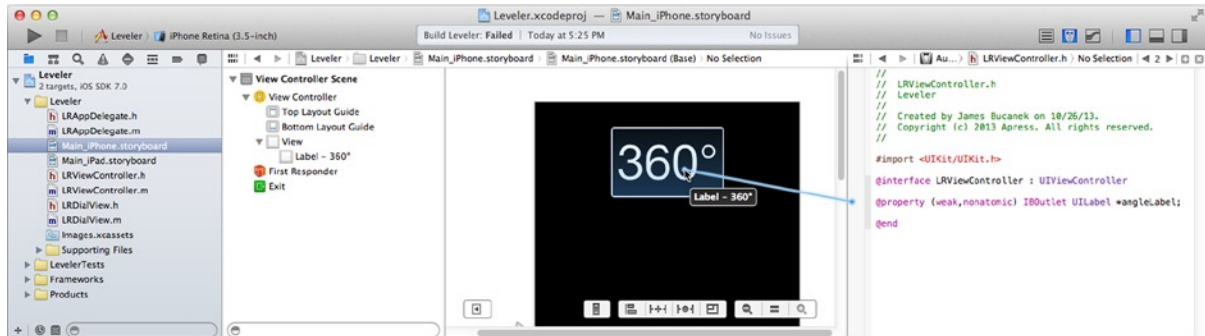 Leveler.xcodeproj — Main_iPhone.storyboard
Leveler
iPhone Retina (3.5-inch)
Build Leveler: Failed | Today at 5:25 PM
No Issues
Leveler
2 targets, iOS SDK 7.0
Leveler
LRAppDelegate.h
LRAppDelegate.m
Main_iPhone.storyboard
Main_iPad.storyboard
LRViewController.h
LRViewController.m
LRDialView.h
LRDialView.m
Images.xcassets
Supporting Files
LevelerTests
Frameworks
Products
Leveler
Leveler
Main_iPhone.storyboard
Main_iPhone.storyboard (Base)
No Selection
View Controller Scene
View Controller
Top Layout Guide
Bottom Layout Guide
View
Label – 360°
First Responder
Exit
360°
Label – 360°
Au...
LRViewController.h
No Selection
2
//
// LRViewController.h
// Leveler
//
// Created by James Bucanek on 10/26/13.
// Copyright (c) 2013 Apress. All rights reserved.
//
#import <UIKit/UIKit.h>
@interface LRViewController : UIViewController
@property (weak,nonatomic) IBOutlet UILabel *angleLabel;
@end